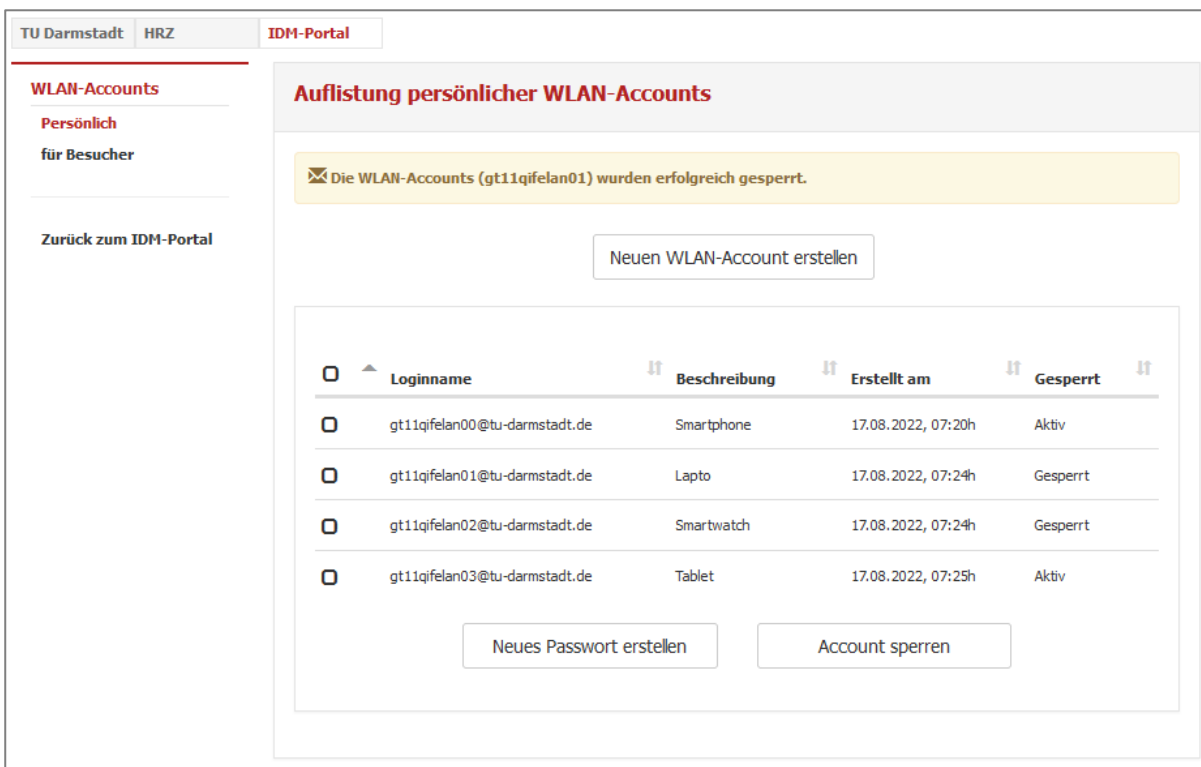 TU Darmstadt HRZ IDM-Portal
WLAN-Accounts
Persönlich
für Besucher
Zurück zum IDM-Portal
Auflistung persönlicher WLAN-Accounts
Die WLAN-Accounts (gt11qifelan01) wurden erfolgreich gesperrt.
Neuen WLAN-Account erstellen
Loginname Beschreibung Erstellt am Gesperrt
gt11qifelan00@tu-darmstadt.de Smartphone 17.08.2022, 07:20h Aktiv
gt11qifelan01@tu-darmstadt.de Lapto 17.08.2022, 07:24h Gesperrt
gt11qifelan02@tu-darmstadt.de Smartwatch 17.08.2022, 07:24h Gesperrt
gt11qifelan03@tu-darmstadt.de Tablet 17.08.2022, 07:25h Aktiv
Neues Passwort erstellen Account sperren